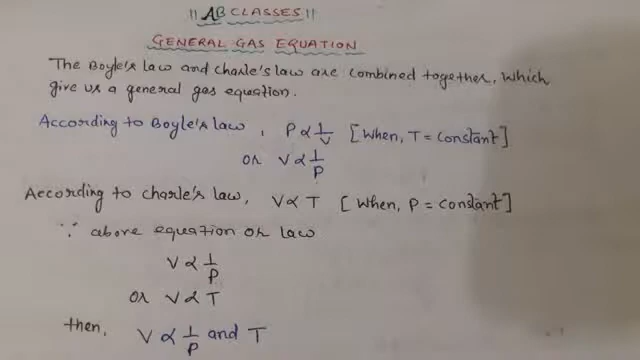 || AB CLASSES ||
GENERAL GAS EQUATION
The Boyle's law and charle's law are combined together, which
give us a general gas equation.
According to Boyle's law, P ∝ 1/V [When, T = constant]
or V ∝ 1/P
According to charle's law, V ∝ T [When, P = constant]
∵ above equation or law
V ∝ 1/P
or V ∝ T
then, V ∝ 1/P and T